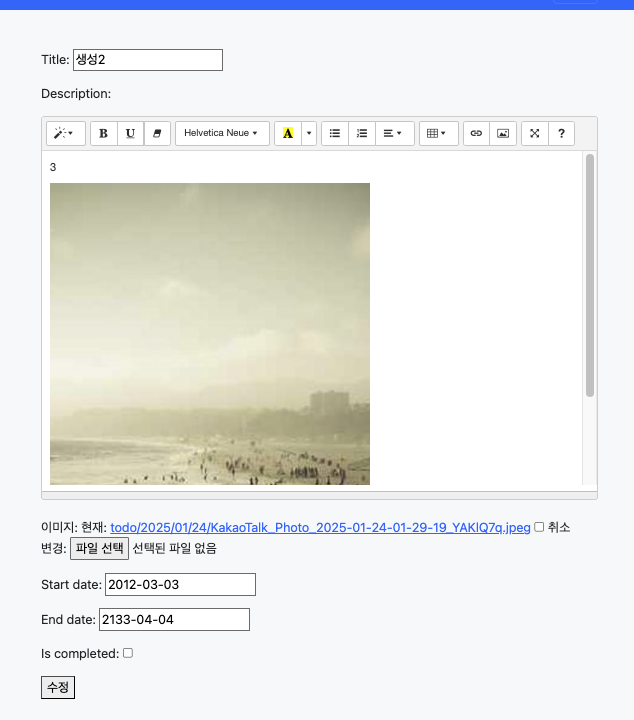 Title: 생성2
Description:
B U Helvetica Neue A ?
3
이미지: 현재: todo/2025/01/24/KakaoTalk_Photo_2025-01-24-01-29-19_YAKlQ7q.jpeg 취소
변경: 파일 선택 선택된 파일 없음
Start date: 2012-03-03
End date: 2133-04-04
Is completed:
수정